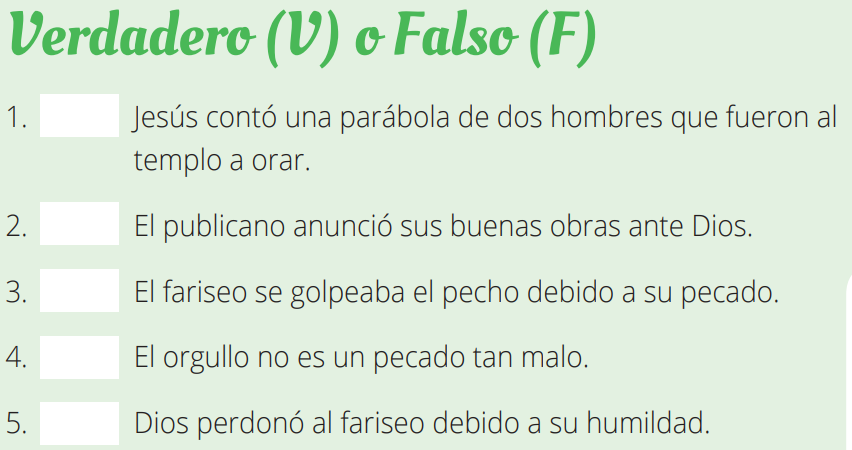 Verdadero (V) o Falso (F)
1. Jesús contó una parábola de dos hombres que fueron al
templo a orar.
2. El publicano anunció sus buenas obras ante Dios.
3. El fariseo se golpeaba el pecho debido a su pecado.
4. El orgullo no es un pecado tan malo.
5. Dios perdonó al fariseo debido a su humildad.